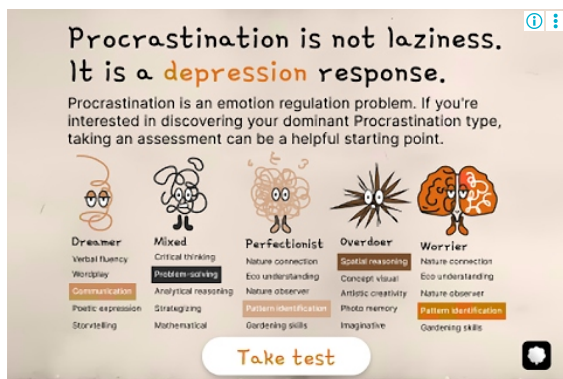 Procrastination is not laziness.
It is a depression response.
Procrastination is an emotion regulation problem. If you're
interested in discovering your dominant Procrastination type,
taking an assessment can be a helpful starting point.
Dreamer
Verbal fluency
Wordplay
Communication
Poetic expression
Storytelling
Mixed
Critical thinking
Problem-solving
Analytical reasoning
Strategizing
Mathematical
Perfectionist
Nature connection
Eco understanding
Nature observer
Pattern identification
Gardening skills
Overdoer
Spatial reasoning
Concept visual
Artistic creativity
Photo memory
Imaginative
Worrier
Nature connection
Eco understanding
Nature observer
Pattern identification
Gardening skills
Take test